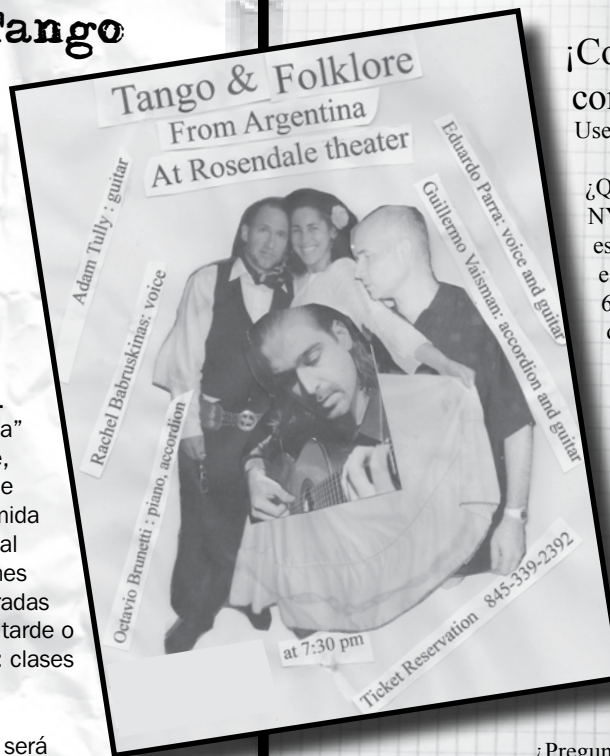 Tango
Tango & Folklore
From Argentina
At Rosendale theater
Adam Tully : guitar
Rachel Babruskinas: voice
Octavio Brunetti : piano, accordion
Eduardo Parra: voice and guitar
Guillermo Vaisman: accordion and guitar
at 7:30 pm
Ticket Reservation 845-339-2392
a”
e
mida
al
nes
radas
tarde o
: clases
será
¡Co
con
Use
¿Q
NY
es
e
6
¿Pregun